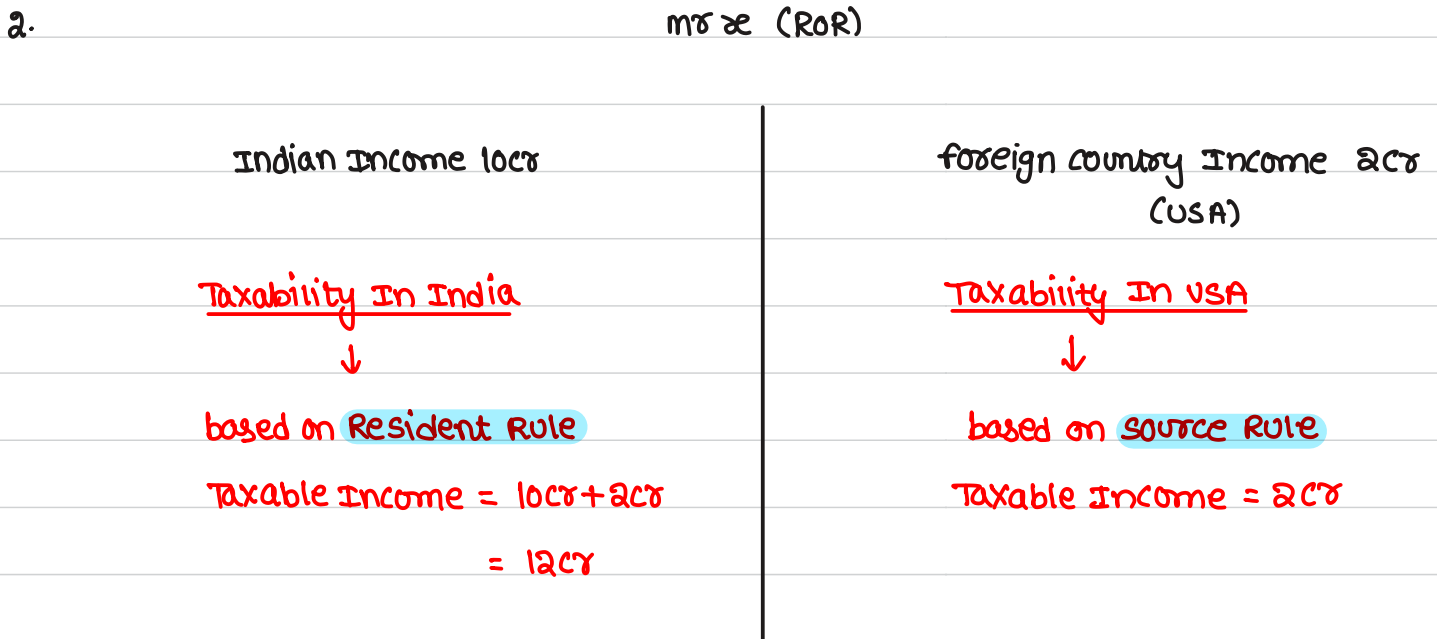 2.
mr x (ROR)
Indian Income 10cr
foreign country Income 2cr
(USA)
Taxability In India
↓
based on Resident Rule
Taxable Income = 10cr+2cr
= 12cr
Taxability In USA
↓
based on source Rule
Taxable Income = 2cr